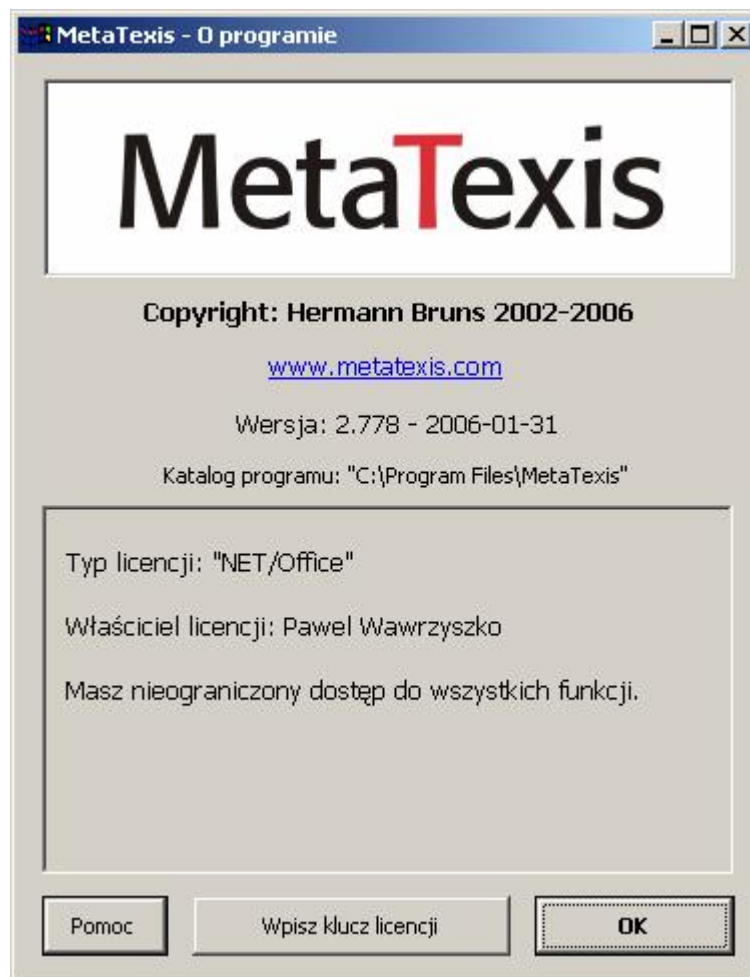 MetaTexis - O programie
MetaTexis
Copyright: Hermann Bruns 2002-2006
www.metatexis.com
Wersja: 2.778 - 2006-01-31
Katalog programu: "C:\Program Files\MetaTexis"
Typ licencji: "NET/Office"
Właściciel licencji: Pawel Wawrzyszko
Masz nieograniczony dostęp do wszystkich funkcji.
Pomoc Wpisz klucz licencji OK